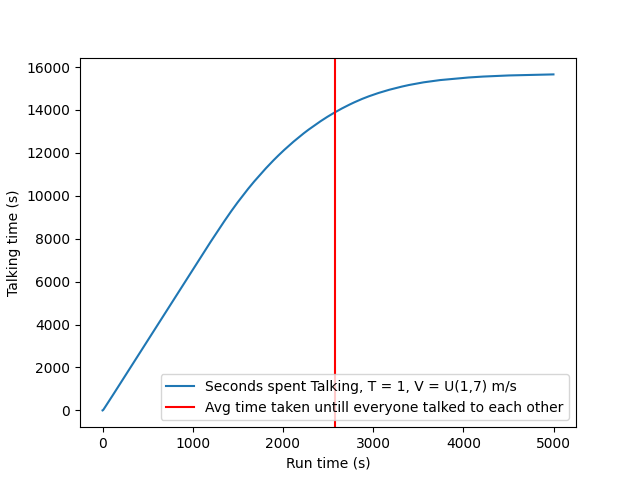 16000
14000
12000
10000
8000
6000
4000
2000
0
Talking time (s)
Seconds spent Talking, T = 1, V = U(1,7) m/s
Avg time taken untill everyone talked to each other
0 1000 2000 3000 4000 5000
Run time (s)